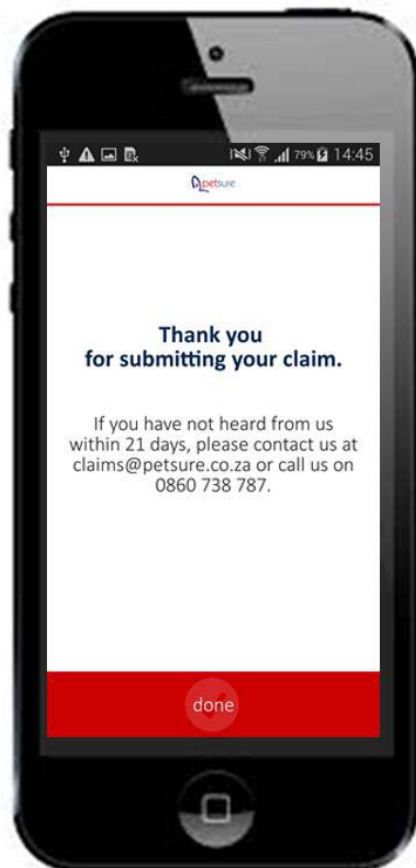 79% 14:45
petsure
Thank you
for submitting your claim.
If you have not heard from us
within 21 days, please contact us at
claims@petsure.co.za or call us on
0860 738 787.
done